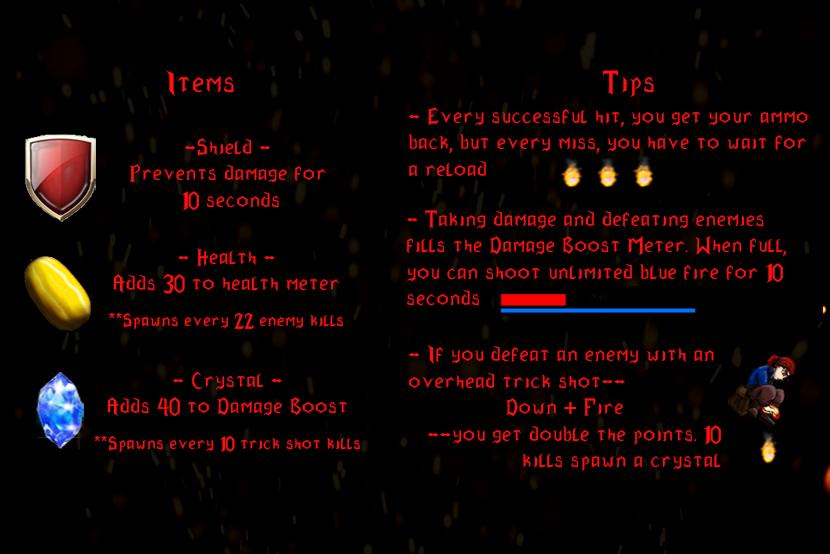 Items
-Shield -
Prevents damage for
10 seconds
- Health -
Adds 30 to health meter
**Spawns every 22 enemy kills
- Crystal -
Adds 40 to Damage Boost
**Spawns every 10 trick shot kills
Tips
- Every successful hit, you get your ammo
back, but every miss, you have to wait for
a reload
- Taking damage and defeating enemies
fills the Damage Boost Meter. When full,
you can shoot unlimited blue fire for 10
seconds
- If you defeat an enemy with an
overhead trick shot--
Down + Fire
--you get double the points. 10
kills spawn a crystal